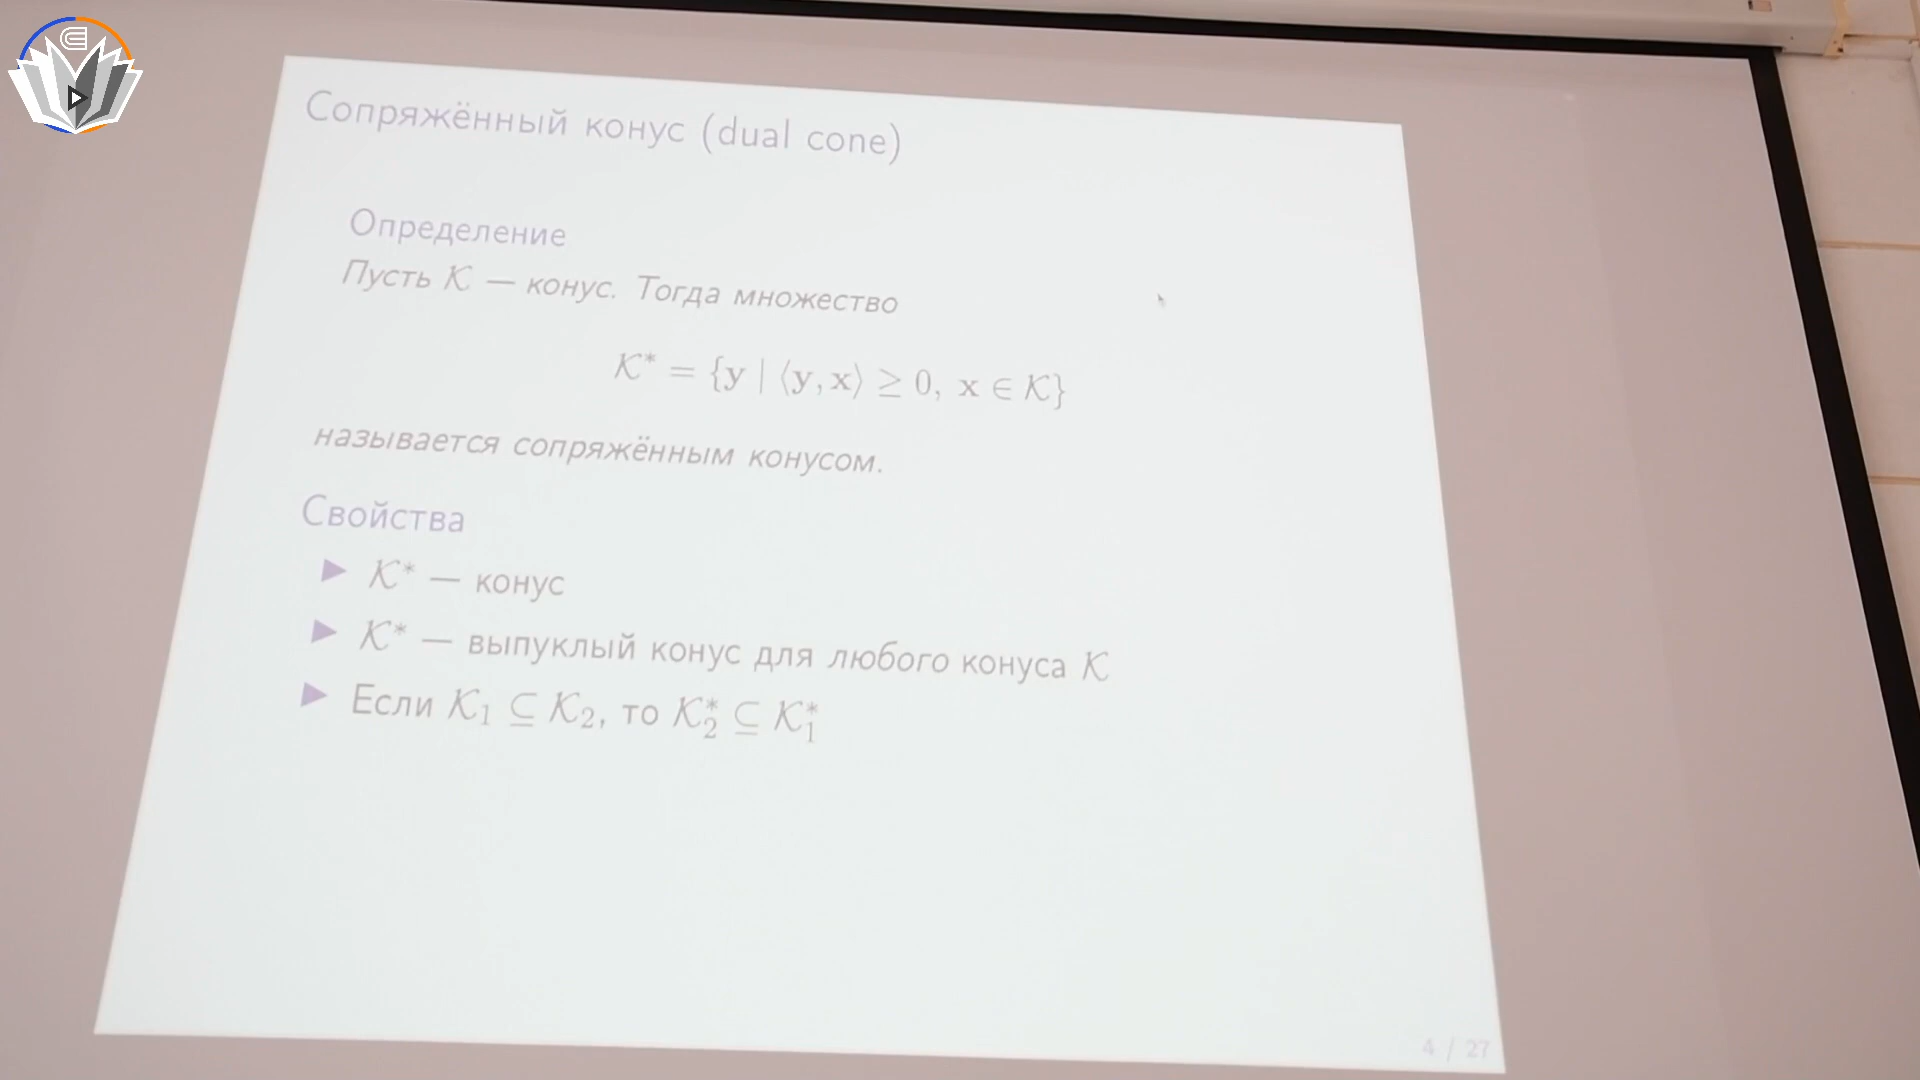 Сопряжённый конус (dual cone)
Определение
Пусть 𝒦 — конус. Тогда множество
𝒦* = {y | ⟨y, x⟩ ≥ 0, x ∈ 𝒦}
называется сопряжённым конусом.
Свойства
▶ 𝒦* — конус
▶ 𝒦* — выпуклый конус для любого конуса 𝒦
▶ Если 𝒦₁ ⊆ 𝒦₂, то 𝒦₂* ⊆ 𝒦₁*
4 / 27